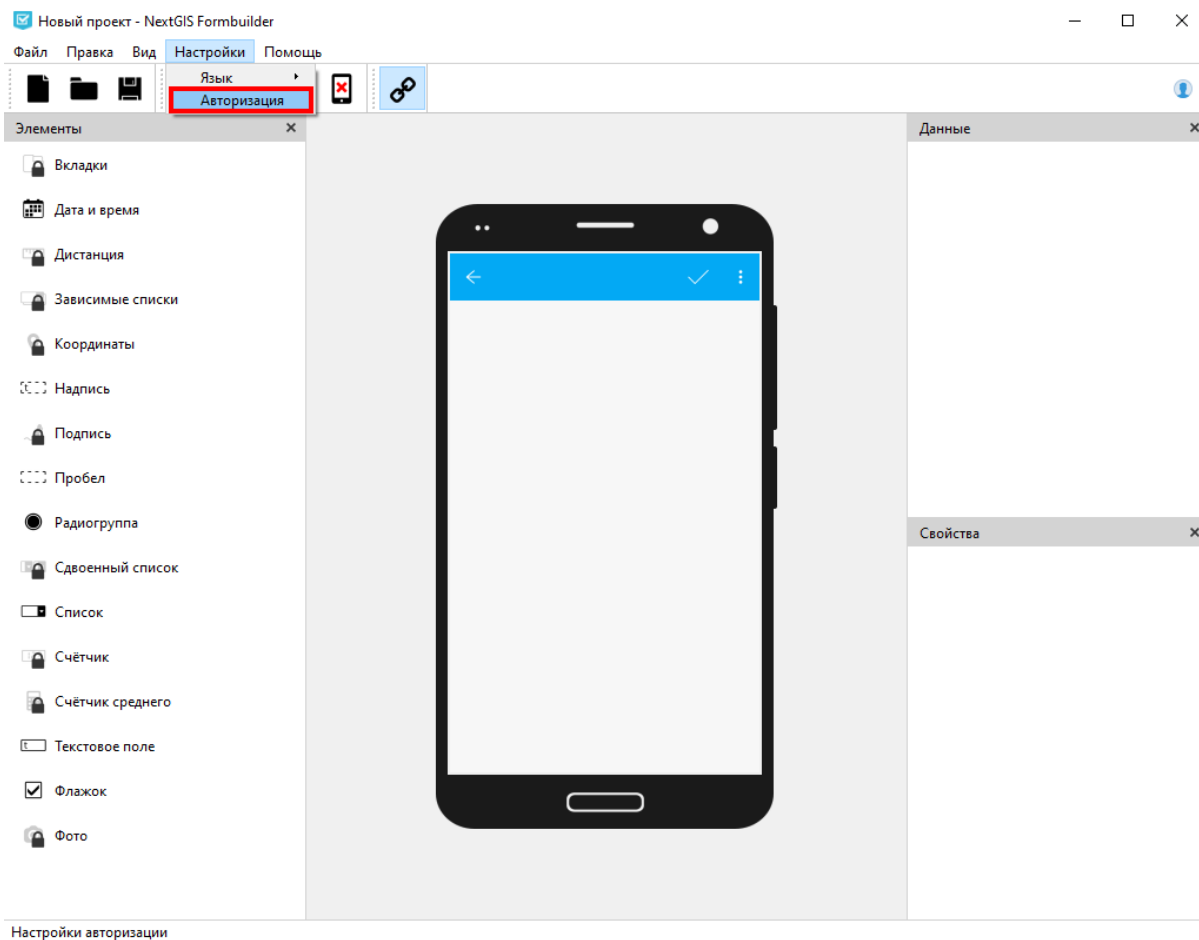 Новый проект - NextGIS Formbuilder
Файл Правка Вид Настройки Помощь
Язык
Авторизация
Элементы
Вкладки
Дата и время
Дистанция
Зависимые списки
Координаты
Надпись
Подпись
Пробел
Радиогруппа
Сдвоенный список
Список
Счётчик
Счётчик среднего
Текстовое поле
Флажок
Фото
Данные
Свойства
Настройки авторизации